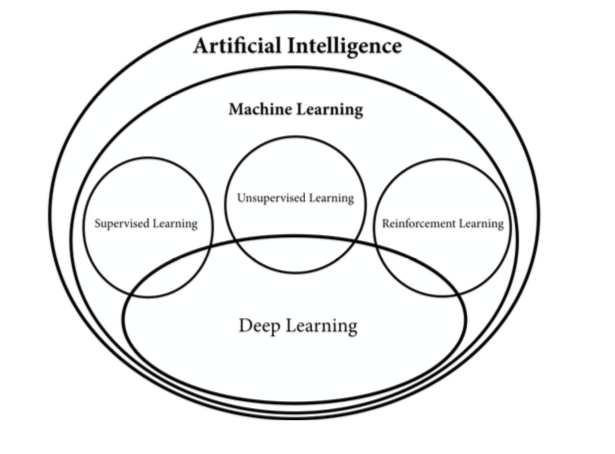 Artificial Intelligence
Machine Learning
Unsupervised Learning
Supervised Learning
Reinforcement Learning
Deep Learning